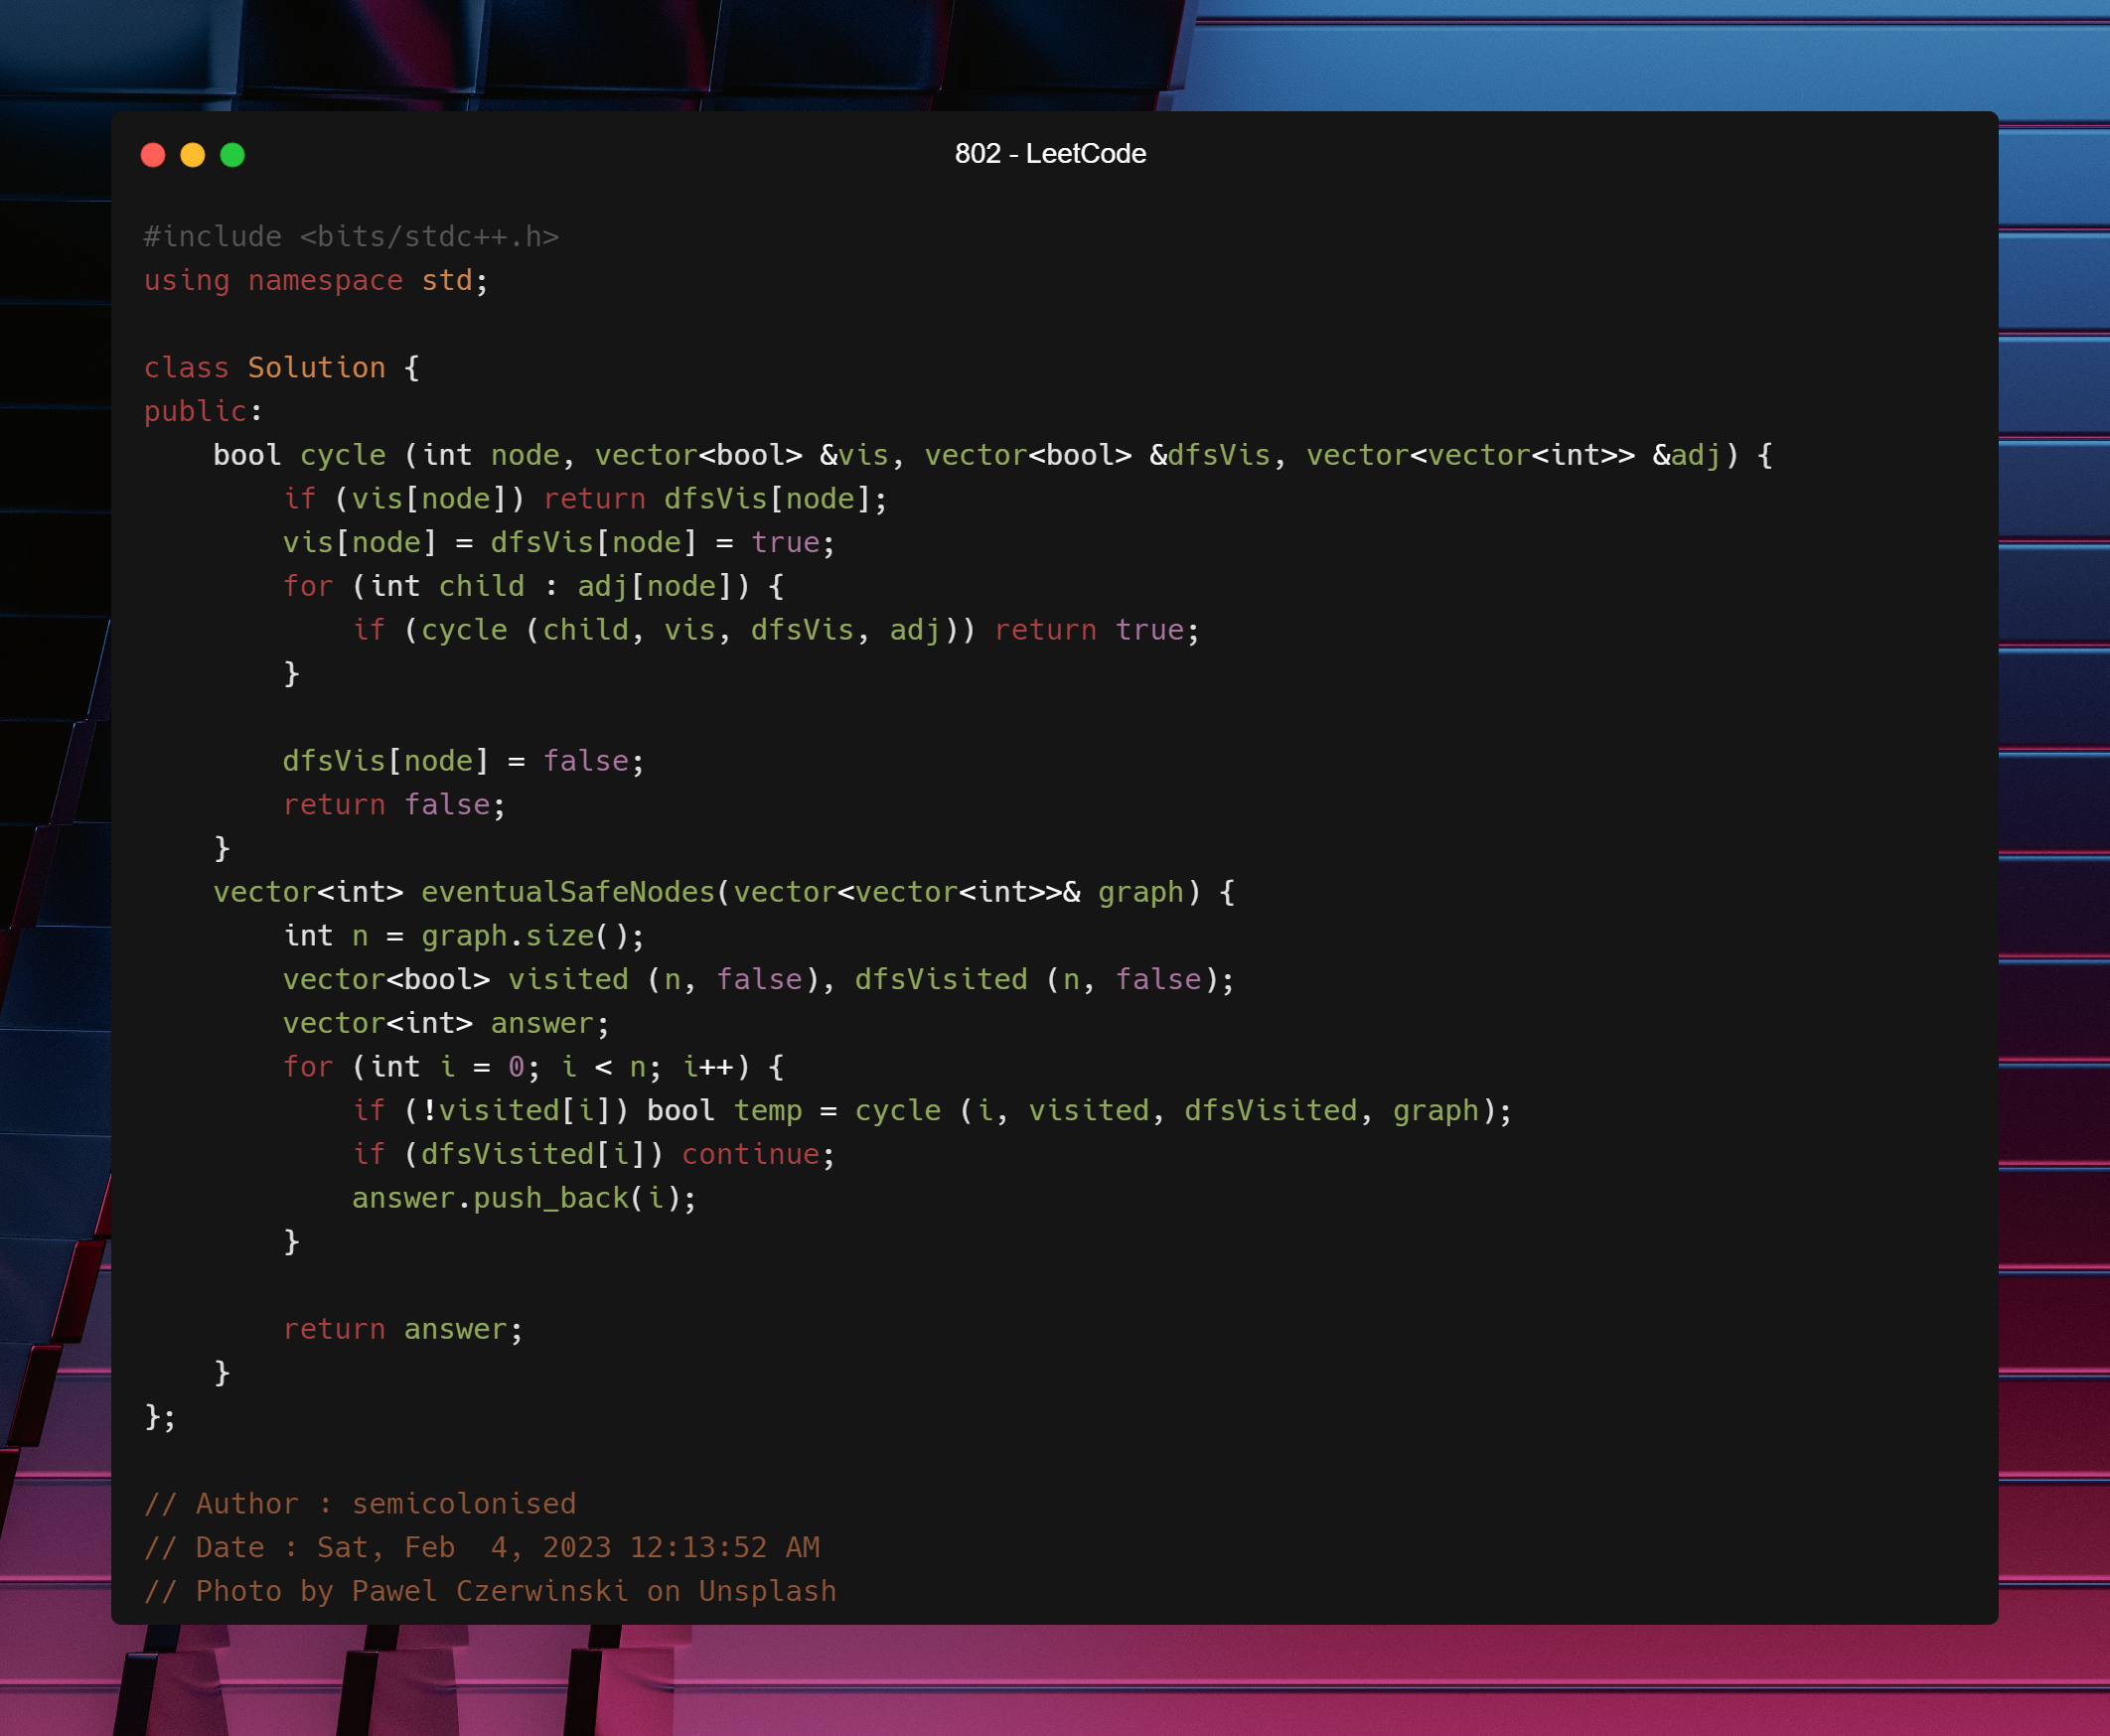 802 - LeetCode
#include <bits/stdc++.h>
using namespace std;

class Solution {
public:
    bool cycle (int node, vector<bool> &vis, vector<bool> &dfsVis, vector<vector<int>> &adj) {
        if (vis[node]) return dfsVis[node];
        vis[node] = dfsVis[node] = true;
        for (int child : adj[node]) {
            if (cycle (child, vis, dfsVis, adj)) return true;
        }

        dfsVis[node] = false;
        return false;
    }
    vector<int> eventualSafeNodes(vector<vector<int>>& graph) {
        int n = graph.size();
        vector<bool> visited (n, false), dfsVisited (n, false);
        vector<int> answer;
        for (int i = 0; i < n; i++) {
            if (!visited[i]) bool temp = cycle (i, visited, dfsVisited, graph);
            if (dfsVisited[i]) continue;
            answer.push_back(i);
        }

        return answer;
    }
};

// Author : semicolonised
// Date : Sat, Feb  4, 2023 12:13:52 AM
// Photo by Pawel Czerwinski on Unsplash